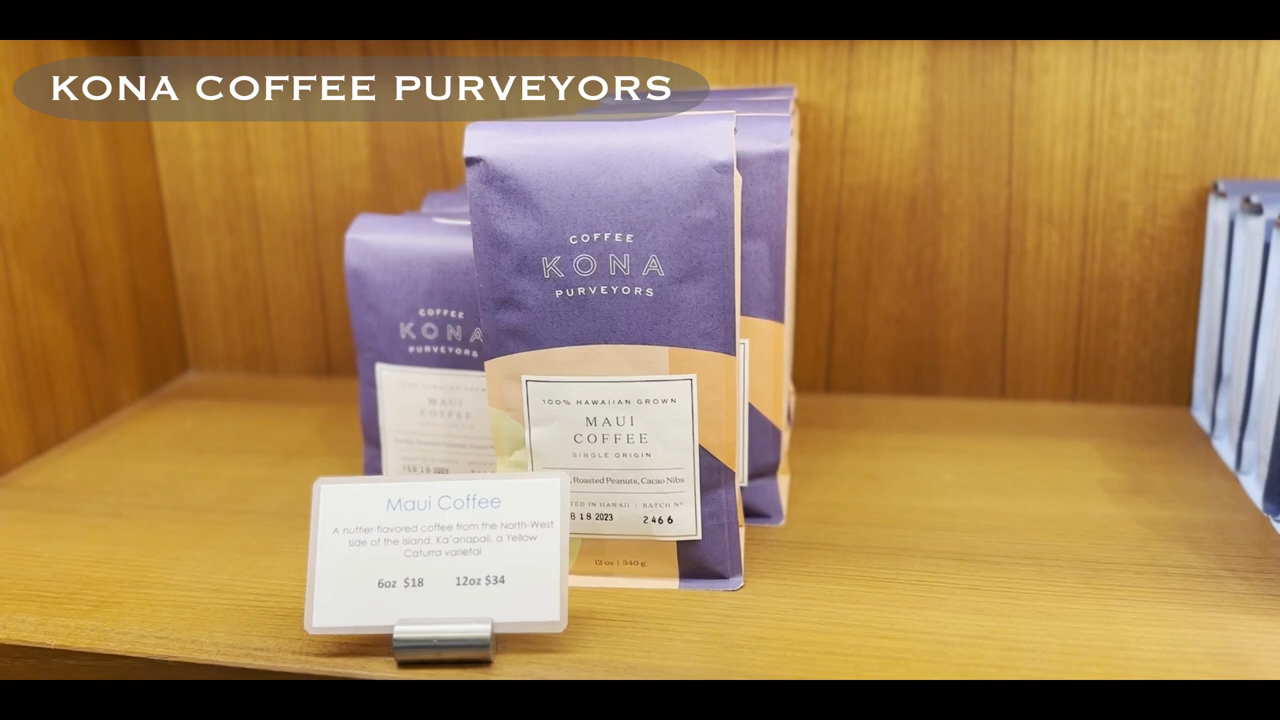 KONA COFFEE PURVEYORS
COFFEE
KONA
PURVEYORS
100% HAWAIIAN GROWN
MAUI
COFFEE
SINGLE ORIGIN
Roasted Peanuts, Cacao Nibs
IN HAWAII | BATCH Nº
18 2023 2466
12 oz | 340 g
COFFEE
KONA
PURVEYORS
MAUI
COFFEE
Maui Coffee
A nuttier-flavored coffee from the North-West
side of the island, Ka'anapali, a Yellow
Caturra varietal
6oz $18 12oz $34